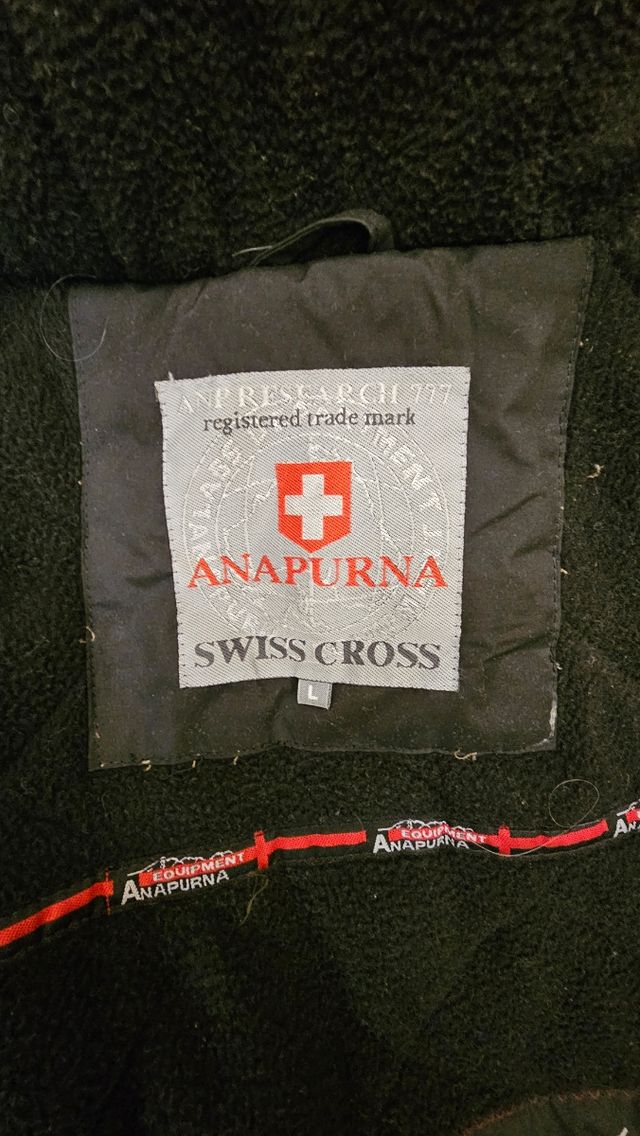 ANP RESEARCH 777
registered trade mark
ANAPURNA
SWISS CROSS
L
EQUIPMENT
ANAPURNA
EQUIPMENT
ANAPURNA